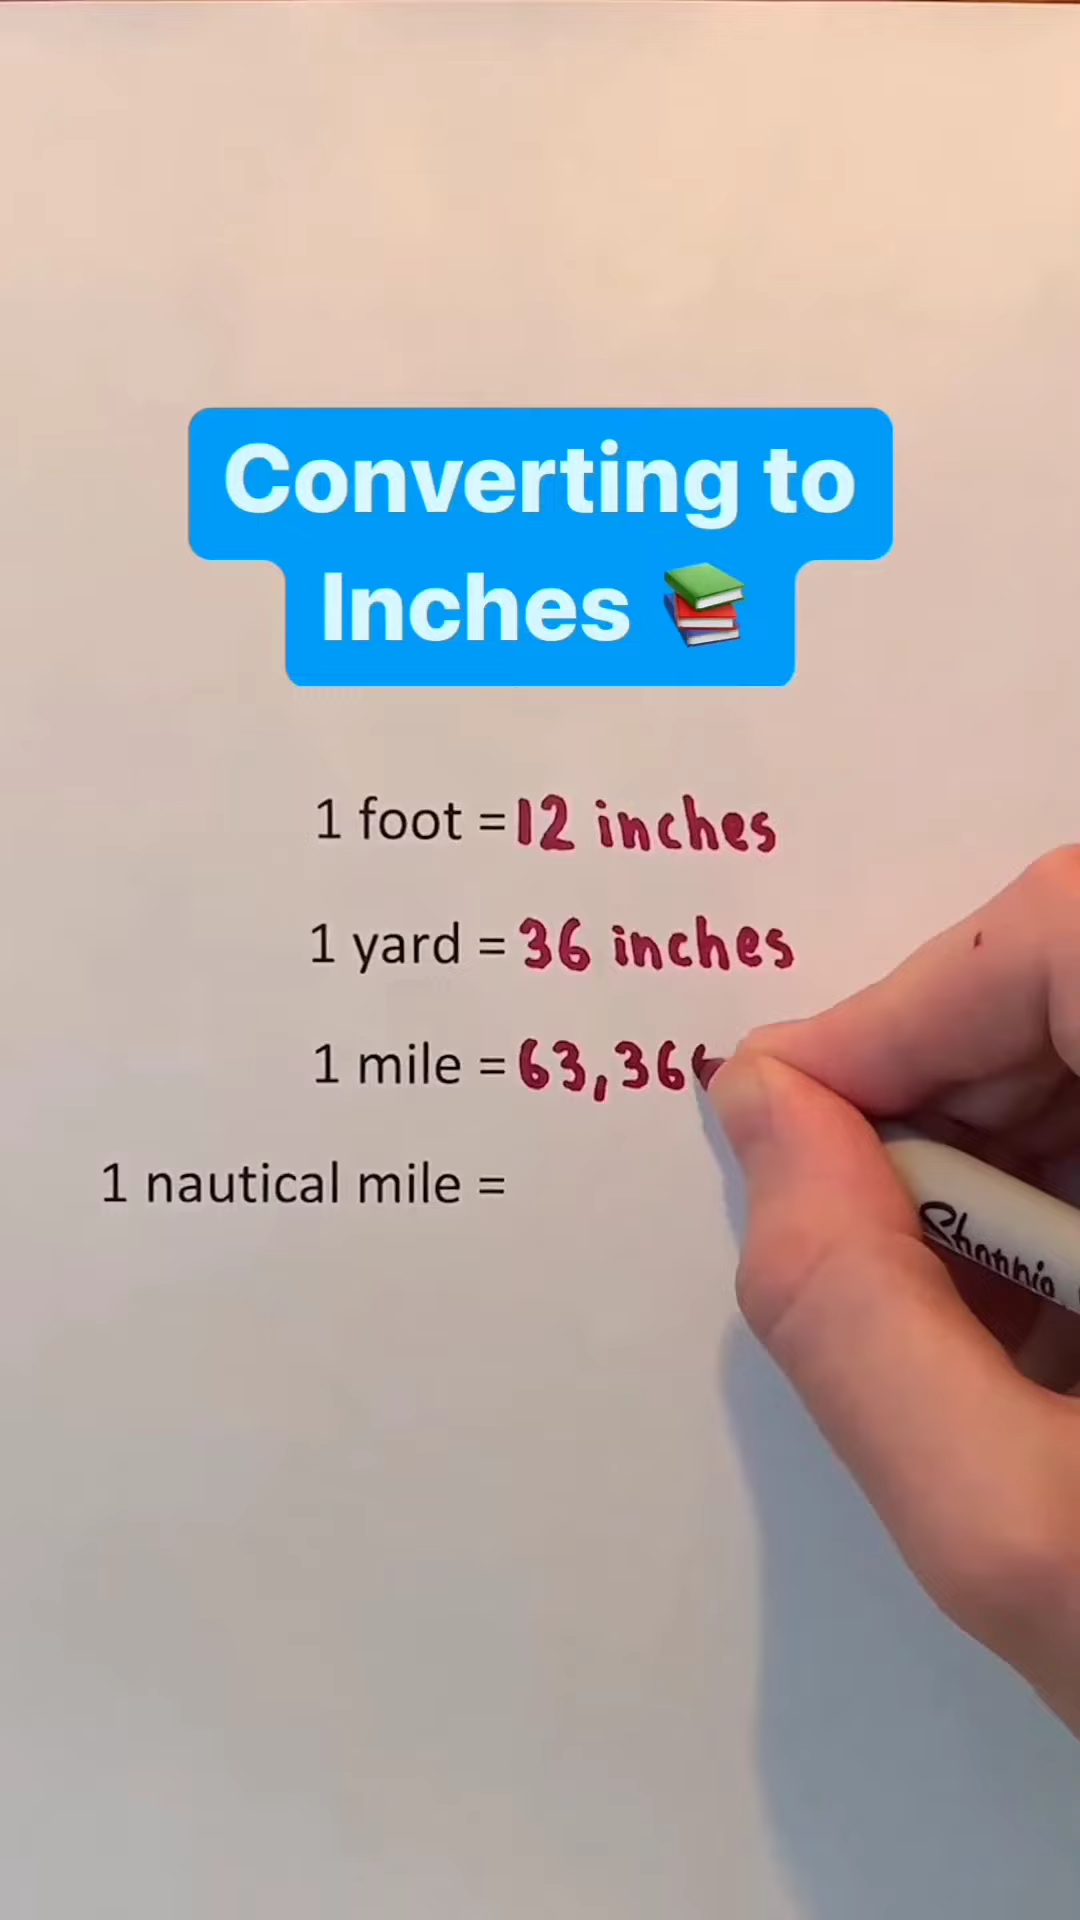 Converting to
Inches 📚
1 foot = 12 inches
1 yard = 36 inches
1 mile = 63,36
1 nautical mile =